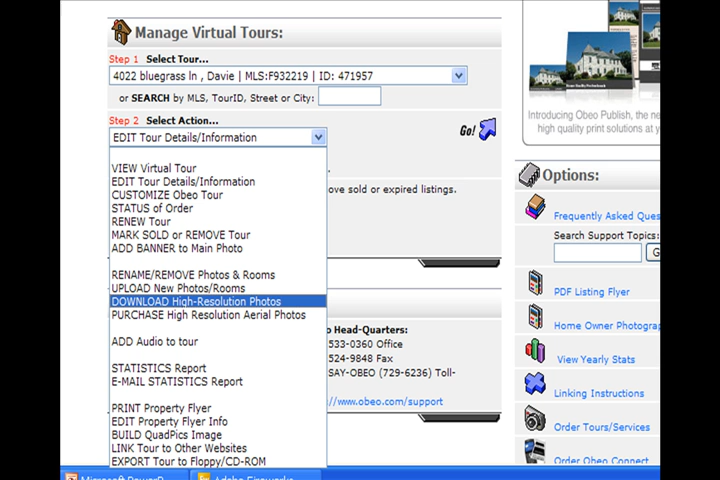 Manage Virtual Tours:
Step 1 Select Tour...
4022 bluegrass ln , Davie | MLS:F932219 | ID: 471957
or SEARCH by MLS, TourID, Street or City:
Step 2 Select Action...
EDIT Tour Details/Information
Go!
VIEW Virtual Tour
EDIT Tour Details/Information
CUSTOMIZE Obeo Tour
STATUS of Order
RENEW Tour
MARK SOLD or REMOVE Tour
ADD BANNER to Main Photo
RENAME/REMOVE Photos & Rooms
UPLOAD New Photos/Rooms
DOWNLOAD High-Resolution Photos
PURCHASE High Resolution Aerial Photos
ADD Audio to tour
STATISTICS Report
E-MAIL STATISTICS Report
PRINT Property Flyer
EDIT Property Flyer Info
BUILD QuadPics Image
LINK Tour to Other Websites
EXPORT Tour to Floppy/CD-ROM
ove sold or expired listings.
o Head-Quarters:
533-0360 Office
524-9848 Fax
SAY-OBEO (729-6236) Toll-
//www.obeo.com/support
Introducing Obeo Publish, the ne
high quality print solutions at y
Options:
Frequently Asked Ques
Search Support Topics:
G
PDF Listing Flyer
Home Owner Photograp
View Yearly Stats
Linking Instructions
Order Tours/Services
Order Obeo Connect
Microsoft PowerP
Adobe Fireworks